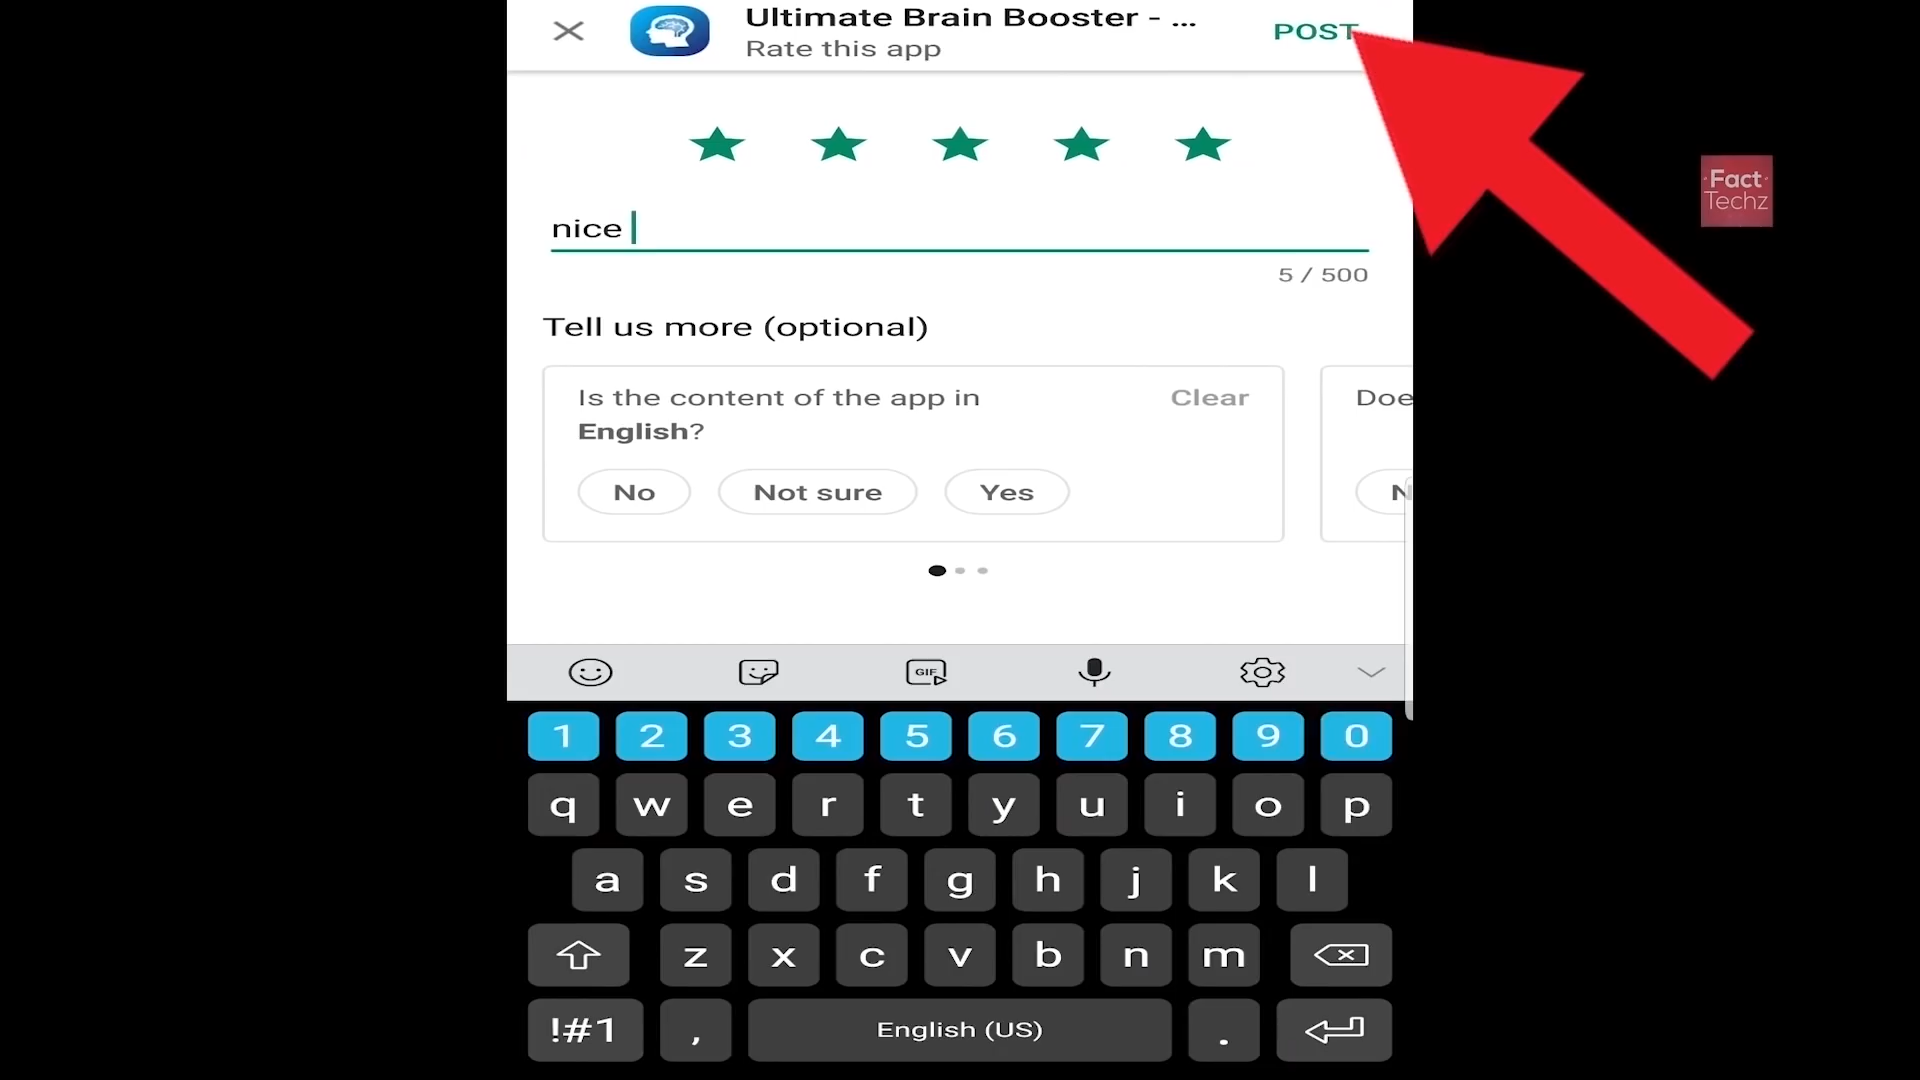 Ultimate Brain Booster - ...
Rate this app
POST
Fact
Techz
nice
5 / 500
Tell us more (optional)
Is the content of the app in
English?
Clear
Doe
No
Not sure
Yes
N
GIF
1 2 3 4 5 6 7 8 9 0
q w e r t y u i o p
a s d f g h j k l
z x c v b n m
!#1 , English (US) .